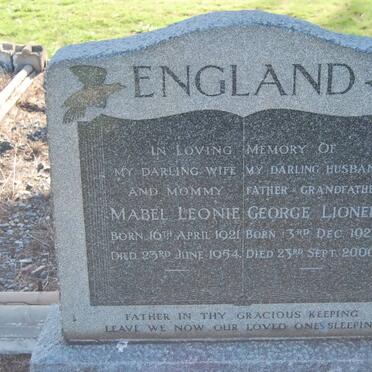 ENGLAND
IN LOVING MEMORY OF
MY DARLING WIFE
AND MOMMY
MABEL LEONIE
BORN 16TH APRIL 1921
DIED 23RD JUNE 1954
MY DARLING HUSBAN
FATHER & GRANDFATHE
GEORGE LIONE
BORN 3RD DEC. 192
DIED 23RD SEPT. 200
FATHER IN THY GRACIOUS KEEPING
LEAVE WE NOW OUR LOVED ONES SLEEPIN